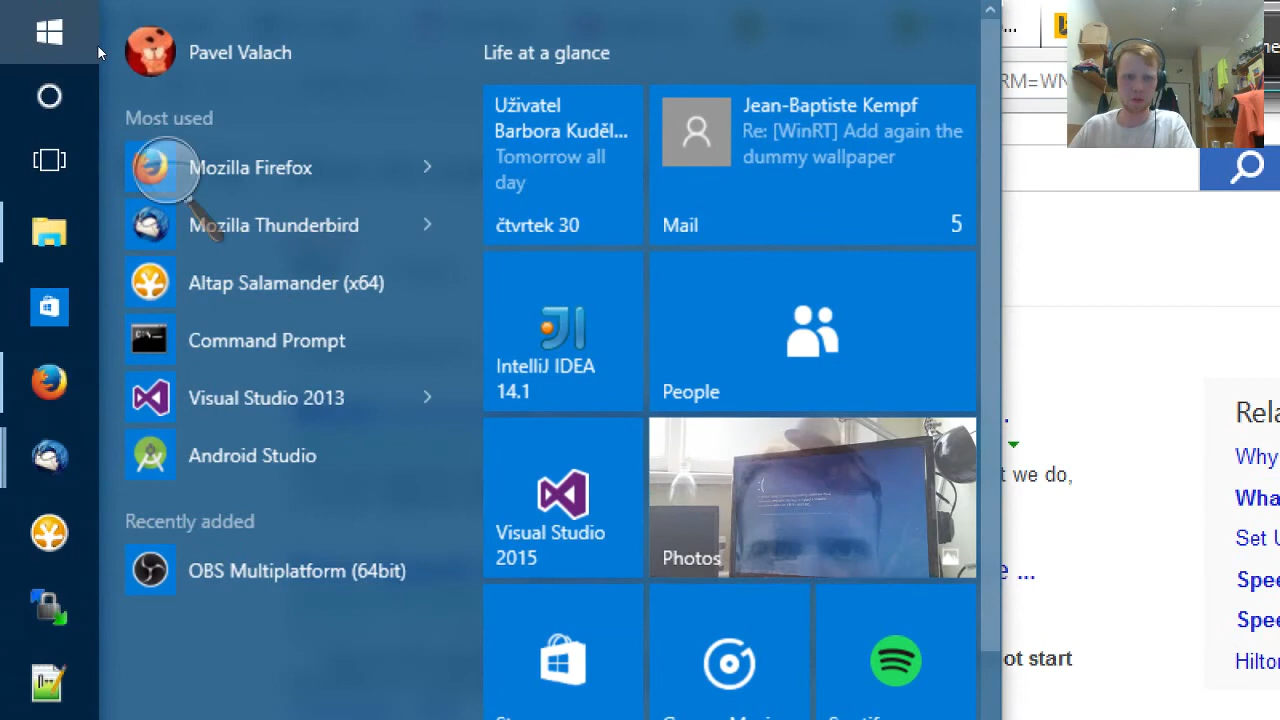 Pavel Valach
Most used
Mozilla Firefox
Mozilla Thunderbird
Altap Salamander (x64)
Command Prompt
Visual Studio 2013
Android Studio
Recently added
OBS Multiplatform (64bit)
Life at a glance
Uživatel
Barbora Kuděl...
Tomorrow all
day
čtvrtek 30
Jean-Baptiste Kempf
Re: [WinRT] Add again the
dummy wallpaper
Mail 5
IntelliJ IDEA
14.1
People
Visual Studio
2015
Photos
...
RM=WN
t we do,
e ...
ot start
Rela
Why
Wha
Set U
Spee
Spee
Hilto